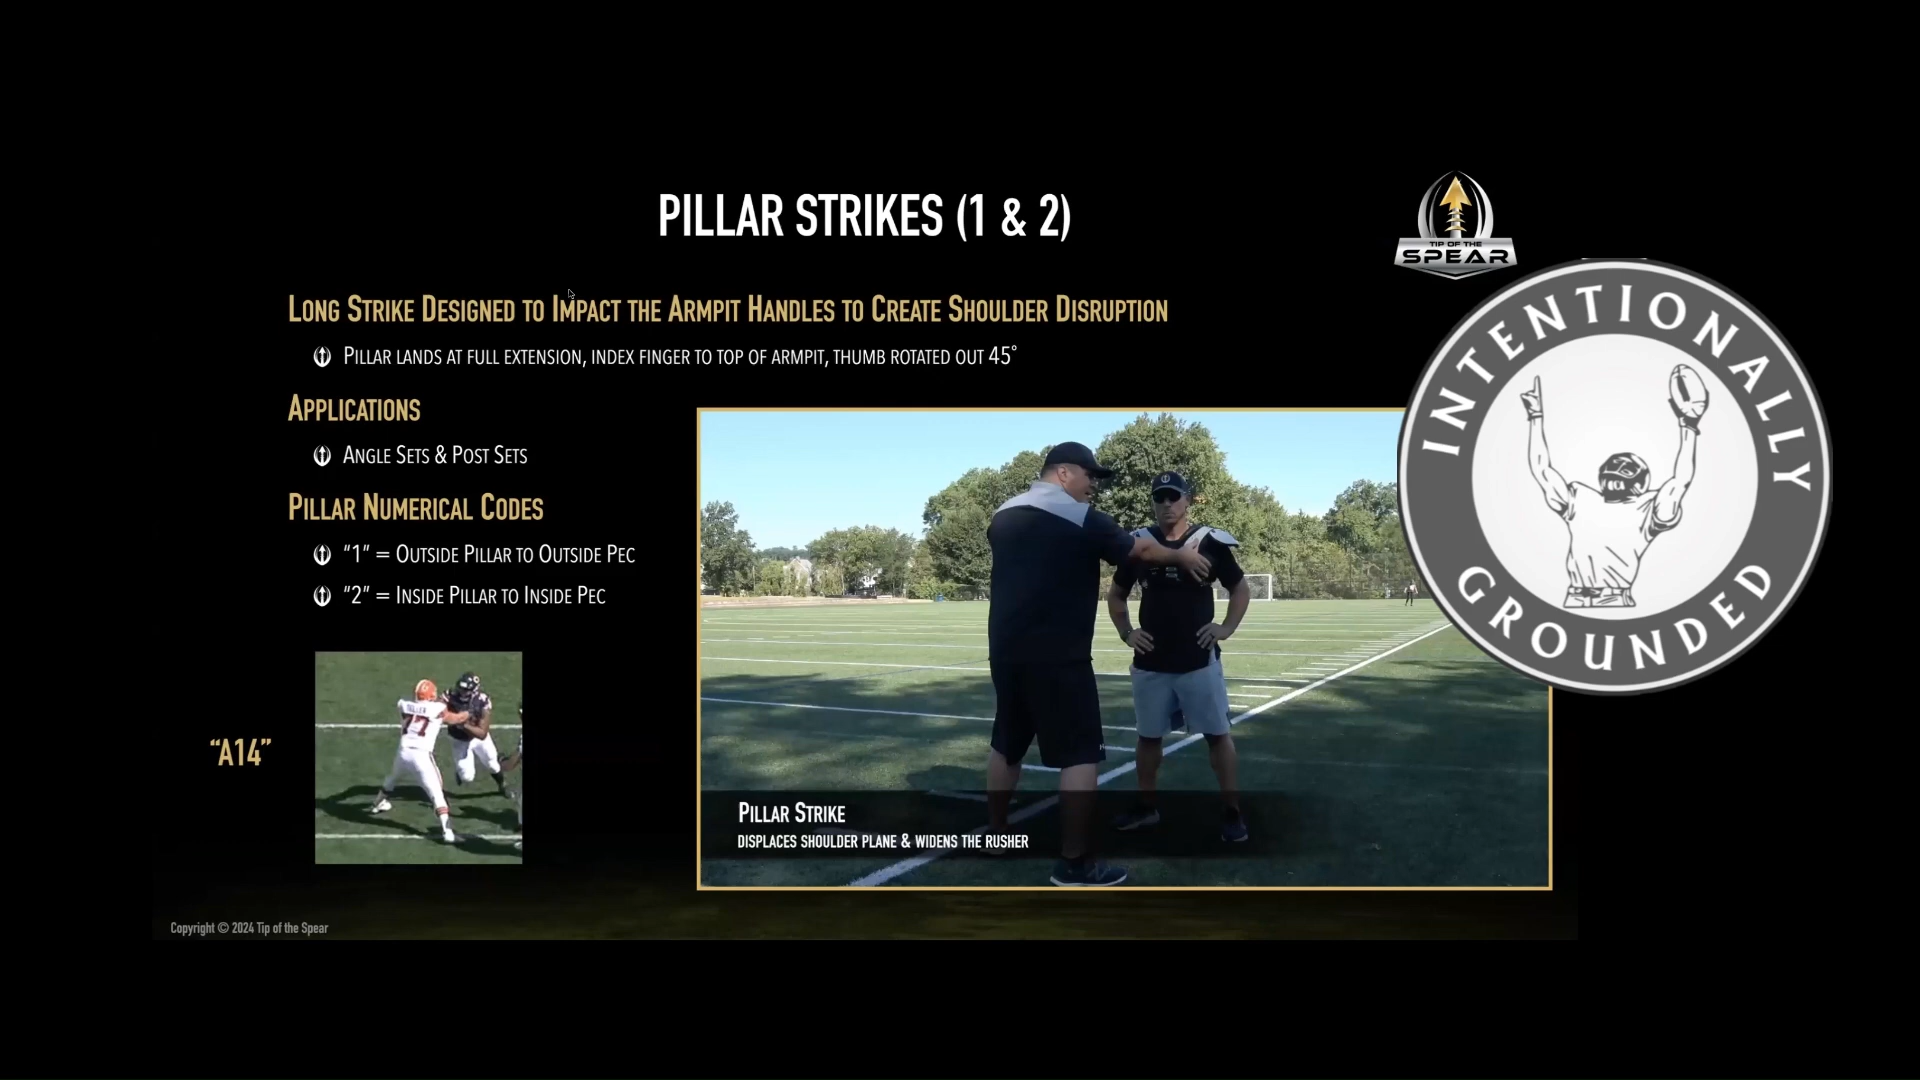 PILLAR STRIKES (1 & 2)
TIP OF THE
SPEAR
LONG STRIKE DESIGNED TO IMPACT THE ARMPIT HANDLES TO CREATE SHOULDER DISRUPTION
PILLAR LANDS AT FULL EXTENSION, INDEX FINGER TO TOP OF ARMPIT, THUMB ROTATED OUT 45°
APPLICATIONS
ANGLE SETS & POST SETS
PILLAR NUMERICAL CODES
“1” = OUTSIDE PILLAR TO OUTSIDE PEC
“2” = INSIDE PILLAR TO INSIDE PEC
INTENTIONALLY
GROUNDED
“A14”
77
PILLAR STRIKE
DISPLACES SHOULDER PLANE & WIDENS THE RUSHER
Copyright © 2024 Tip of the Spear